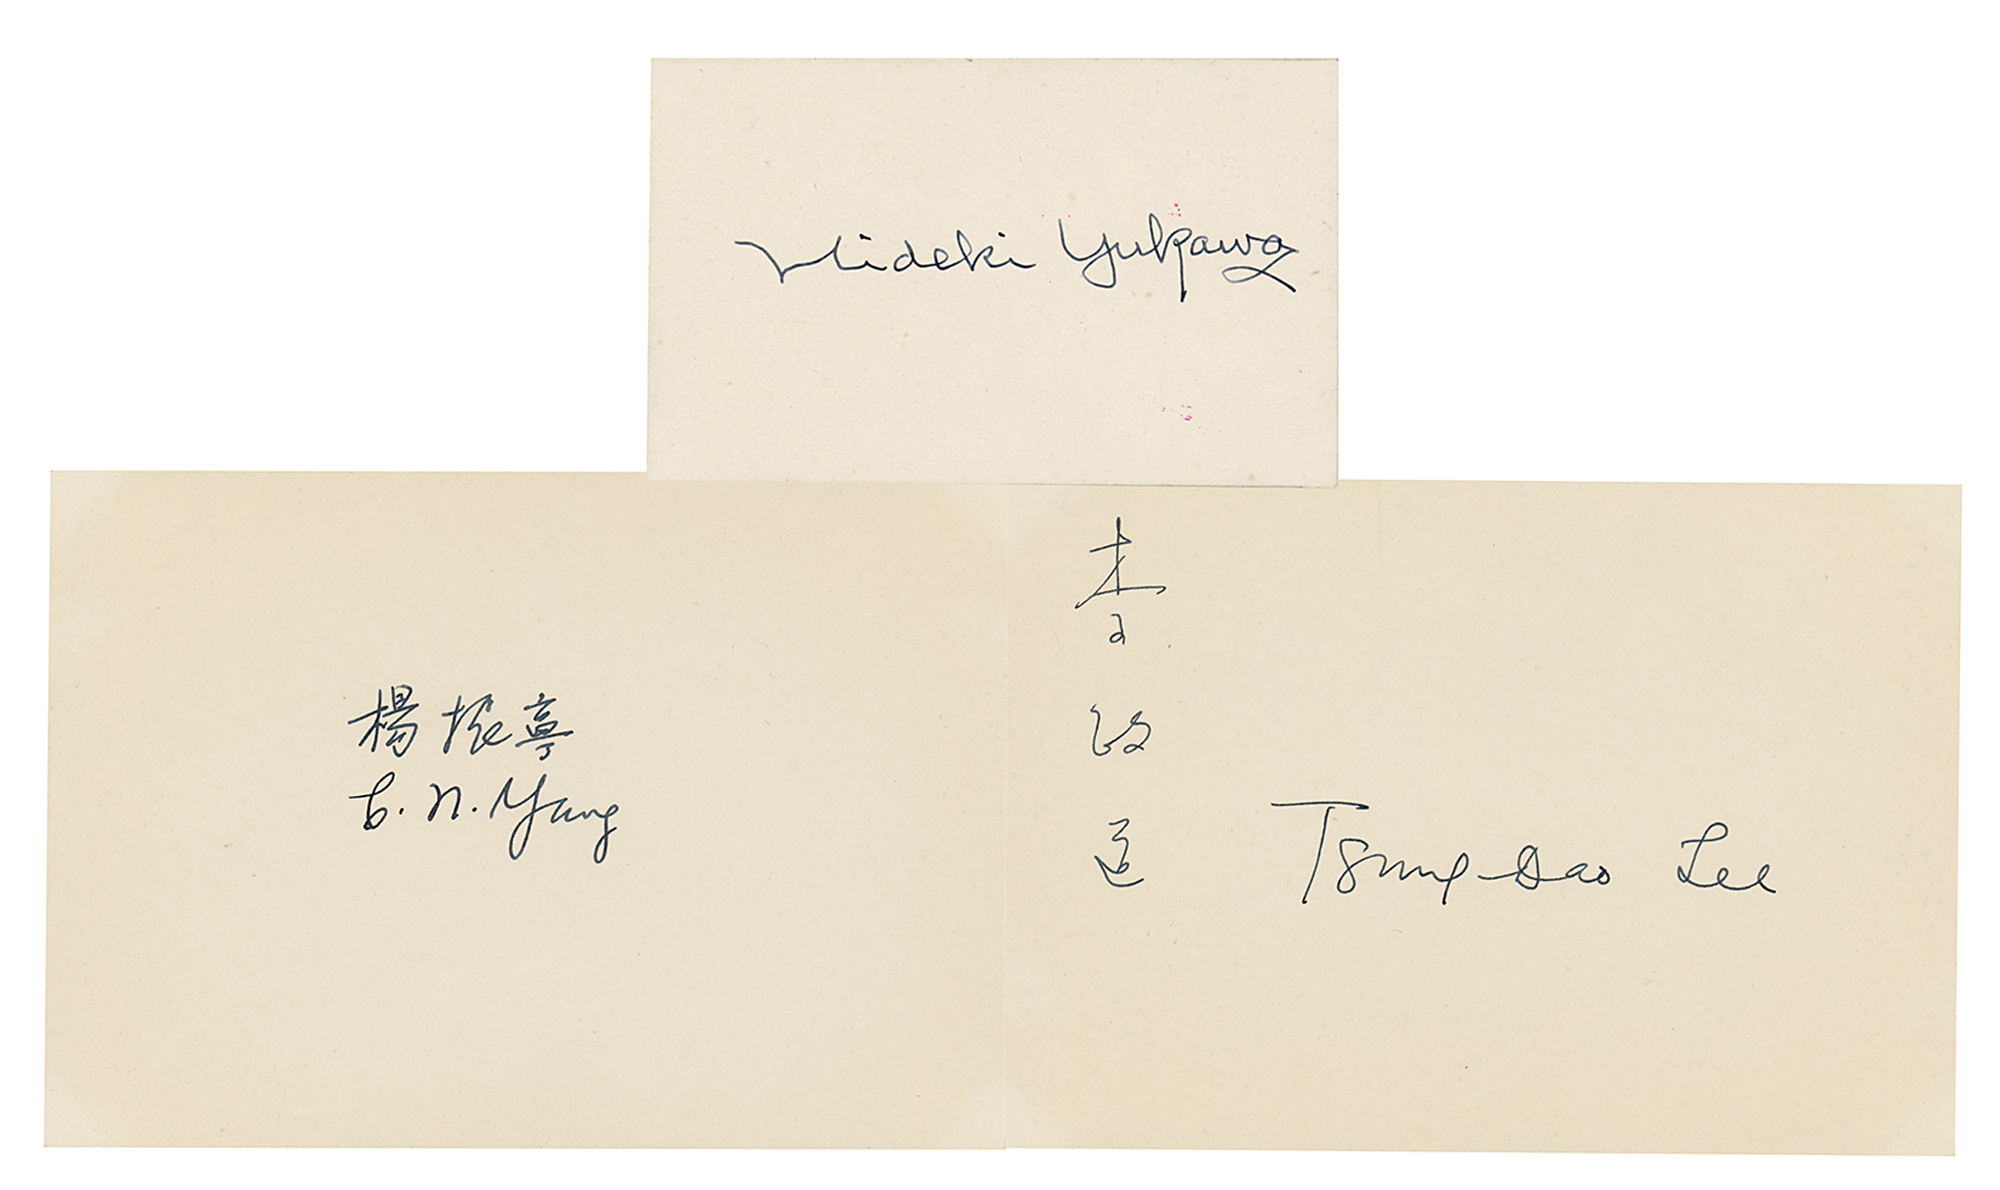 Hideki Yukawa
楊振寧
C. N. Yang
李政道
Tsung-Dao Lee